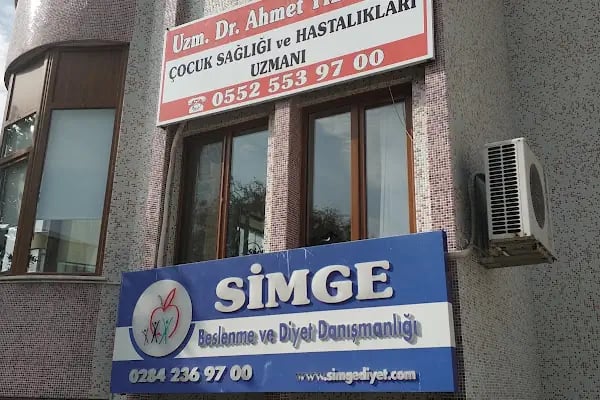 Uzm. Dr. Ahmet
ÇOCUK SAĞLIĞI ve HASTALIKLARI
UZMANI
0552 553 97 00
SİMGE
Beslenme ve Diyet Danışmanlığı
0284 236 97 00 www.simgediyet.com